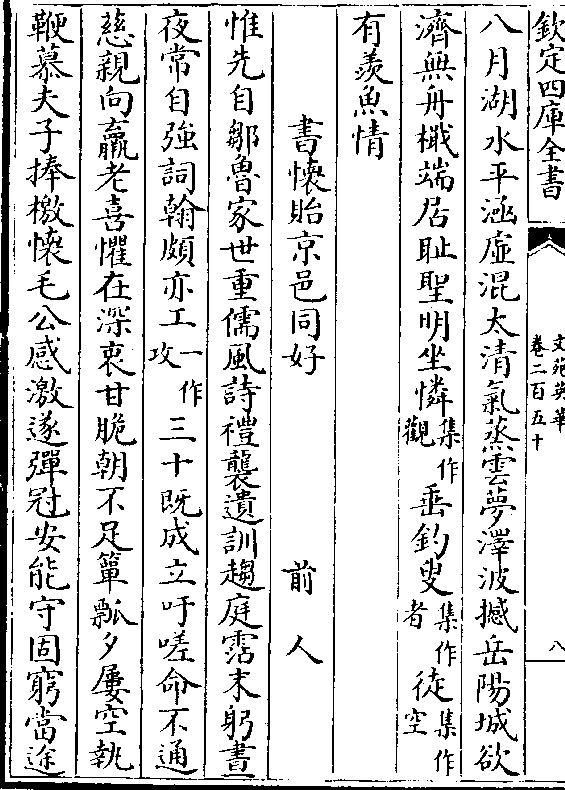 欽定四庫全書
文苑英華
卷二百五十
八
八月湖水平涵虛混太清氣蒸雲夢澤波撼岳陽城欲
濟無舟檝端居耻聖明坐憐集作觀垂釣叟集作者徒集作空
有羨魚情
書懷貽京邑同好 前人
惟先自鄒魯家世重儒風詩禮襲遺訓趨庭霑末躬晝
夜常自強詞翰頗亦工一作攻三十既成立吁嗟命不通
慈親向羸老喜懼在深衷甘脆朝不足簞瓢夕屢空執
鞭慕夫子捧檄懷毛公感激遂彈冠安能守固窮當途